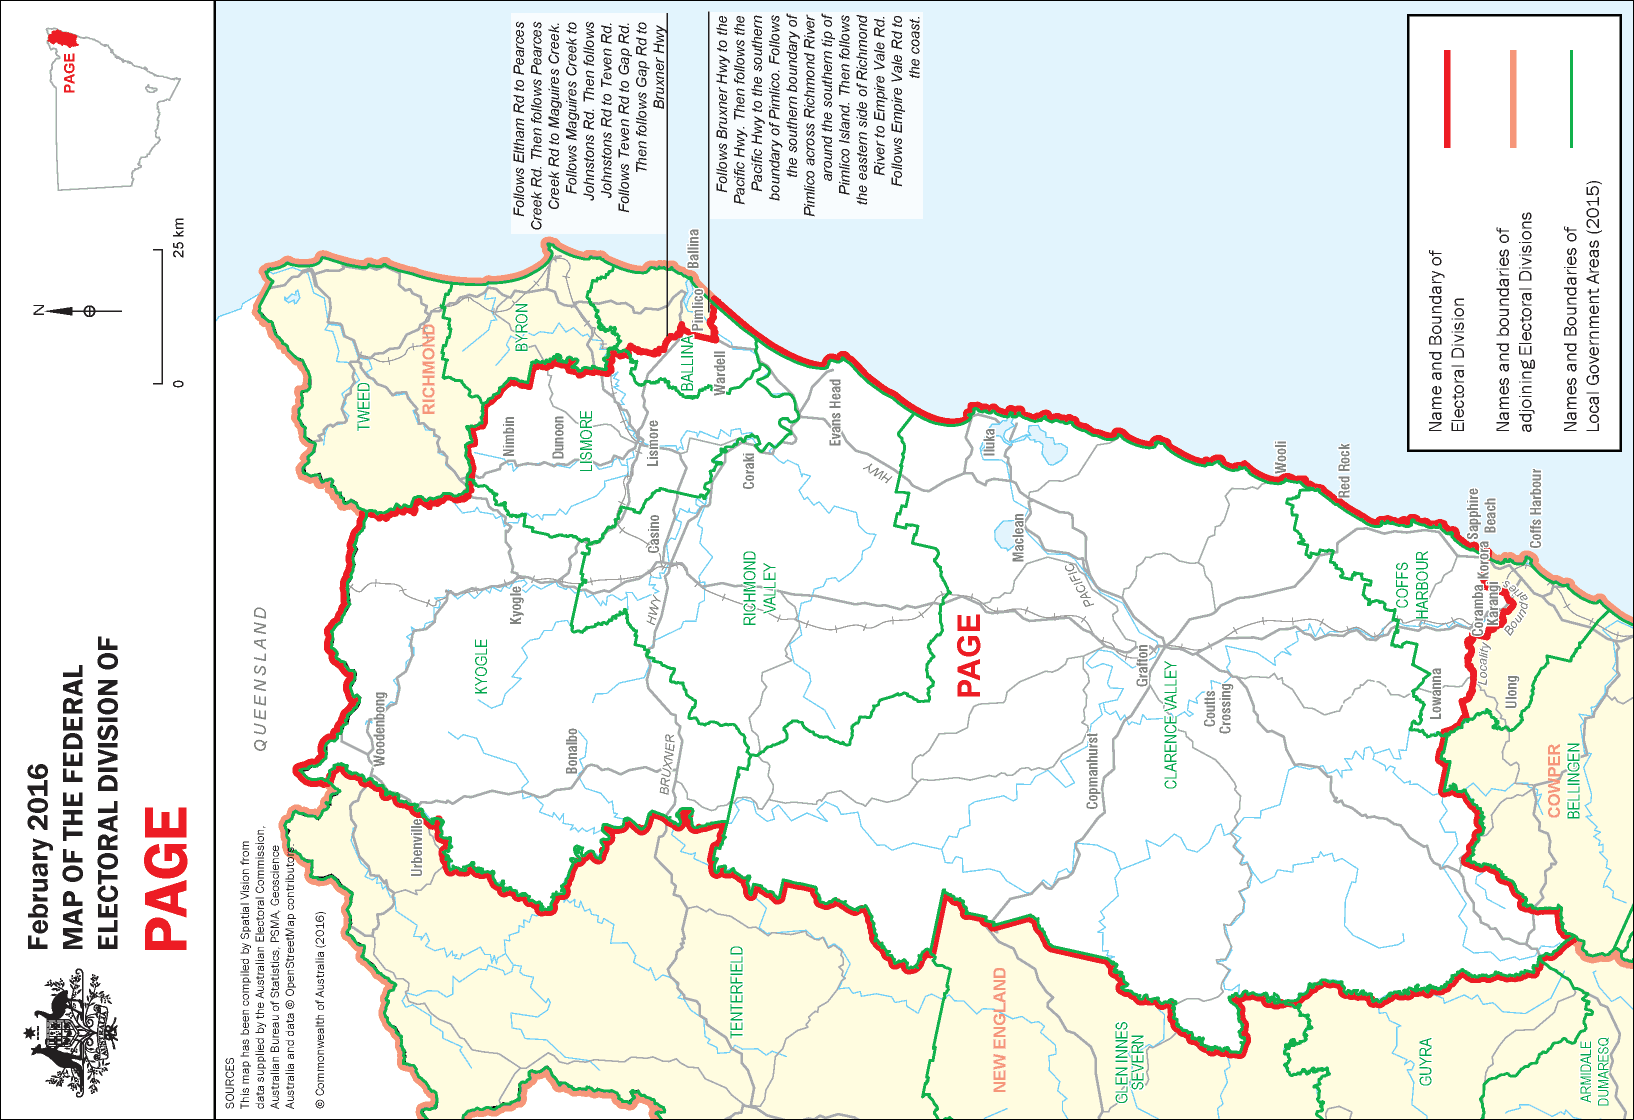 February 2016
MAP OF THE FEDERAL
ELECTORAL DIVISION OF
PAGE
N
0
25 km
PAGE
SOURCES
This map has been compiled by Spatial Vision from
data supplied by the Australian Electoral Commission,
Australian Bureau of Statistics, PSMA, Geoscience
Australia and data © OpenStreetMap contributors
© Commonwealth of Australia (2016)
QUEENSLAND
Follows Eltham Rd to Pearces
Creek Rd. Then follows Pearces
Creek Rd to Maguires Creek.
Follows Maguires Creek to
Johnstons Rd. Then follows
Johnstons Rd to Teven Rd.
Follows Teven Rd to Gap Rd.
Then follows Gap Rd to
Bruxner Hwy
Follows Bruxner Hwy to the
Pacific Hwy. Then follows the
Pacific Hwy to the southern
boundary of Pimlico. Follows
the southern boundary of
Pimlico across Richmond River
around the southern tip of
Pimlico Island. Then follows
the eastern side of Richmond
River to Empire Vale Rd.
Follows Empire Vale Rd to
the coast.
TWEED
RICHMOND
BYRON
Nimbin
Dunoon
LISMORE
Lismore
BALLINA
Pimlico
Ballina
Wardell
Evans Head
Coraki
Casino
HWY
Kyogle
KYOGLE
HWY
RICHMOND
VALLEY
Woodenbong
Urbenville
Bonalbo
BRUXNER
TENTERFIELD
PAGE
Iluka
Maclean
PACIFIC
Wooli
Red Rock
Grafton
CLARENCE VALLEY
Coutts
Crossing
Copmanhurst
NEW ENGLAND
GLEN INNES
SEVERN
COFFS
HARBOUR
Sapphire
Beach
Korora
Coffs Harbour
Coramba
Karangi
Locality
Boundaries
Lowanna
Ulong
COWPER
BELLINGEN
GUYRA
ARMIDALE
DUMARESQ
Name and Boundary of
Electoral Division
Names and boundaries of
adjoining Electoral Divisions
Names and Boundaries of
Local Government Areas (2015)